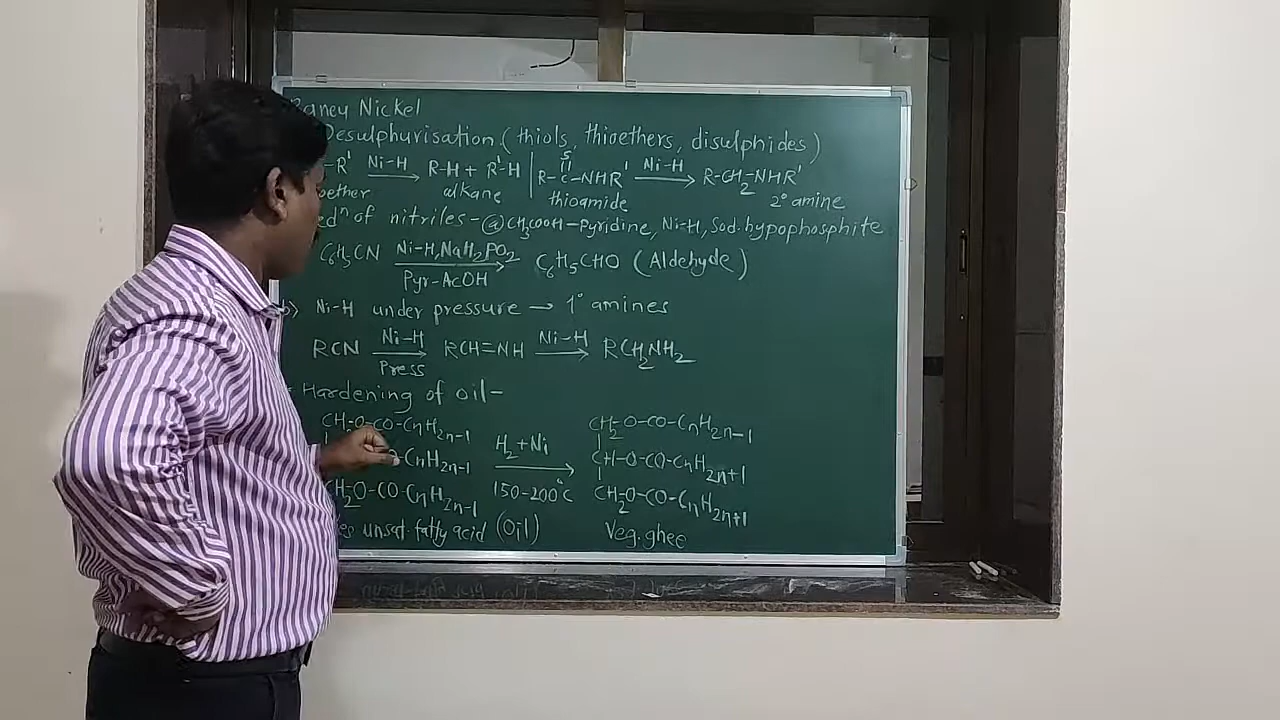 Raney Nickel
Desulphurisation (thiols, thioethers, disulphides)
-R' Ni-H → R-H + R'-H | R-C-NHR' Ni-H → R-CH2-NHR'
S
||
alkane thioamide 2° amine
of nitriles - (a) CH3COOH-Pyridine, Ni-H, Sod. hypophosphite
C6H5CN Ni-H, NaH2PO2 → C6H5CHO (Aldehyde)
Pyr-AcOH
b) Ni-H under pressure → 1° amines
RCN Ni-H → RCH=NH Ni-H → RCH2NH2
Press
Hardening of oil-
CH2-O-CO-CnH2n-1 CH2-O-CO-CnH2n-1
O-CnH2n-1 H2+Ni → CH-O-CO-CnH2n+1
CH2O-CO-CnH2n-1 150-200°C CH2-O-CO-CnH2n+1
unsat. fatty acid (oil) Veg. ghee